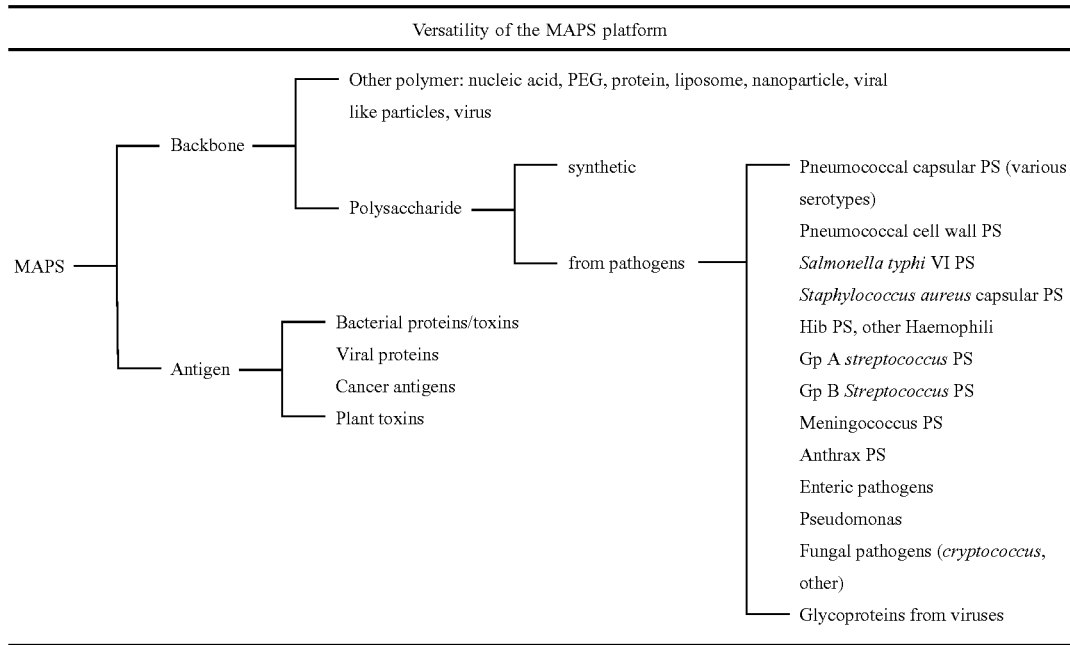 Versatility of the MAPS platform
Other polymer: nucleic acid, PEG, protein, liposome, nanoparticle, viral
like particles, virus
Backbone
synthetic
Polysaccharide
from pathogens
Pneumococcal capsular PS (various
serotypes)
Pneumococcal cell wall PS
Salmonella typhi VI PS
Staphylococcus aureus capsular PS
Hib PS, other Haemophili
Gp A streptococcus PS
Gp B Streptococcus PS
Meningococcus PS
Anthrax PS
Enteric pathogens
Pseudomonas
Fungal pathogens (cryptococcus,
other)
Glycoproteins from viruses
MAPS
Antigen
Bacterial proteins/toxins
Viral proteins
Cancer antigens
Plant toxins